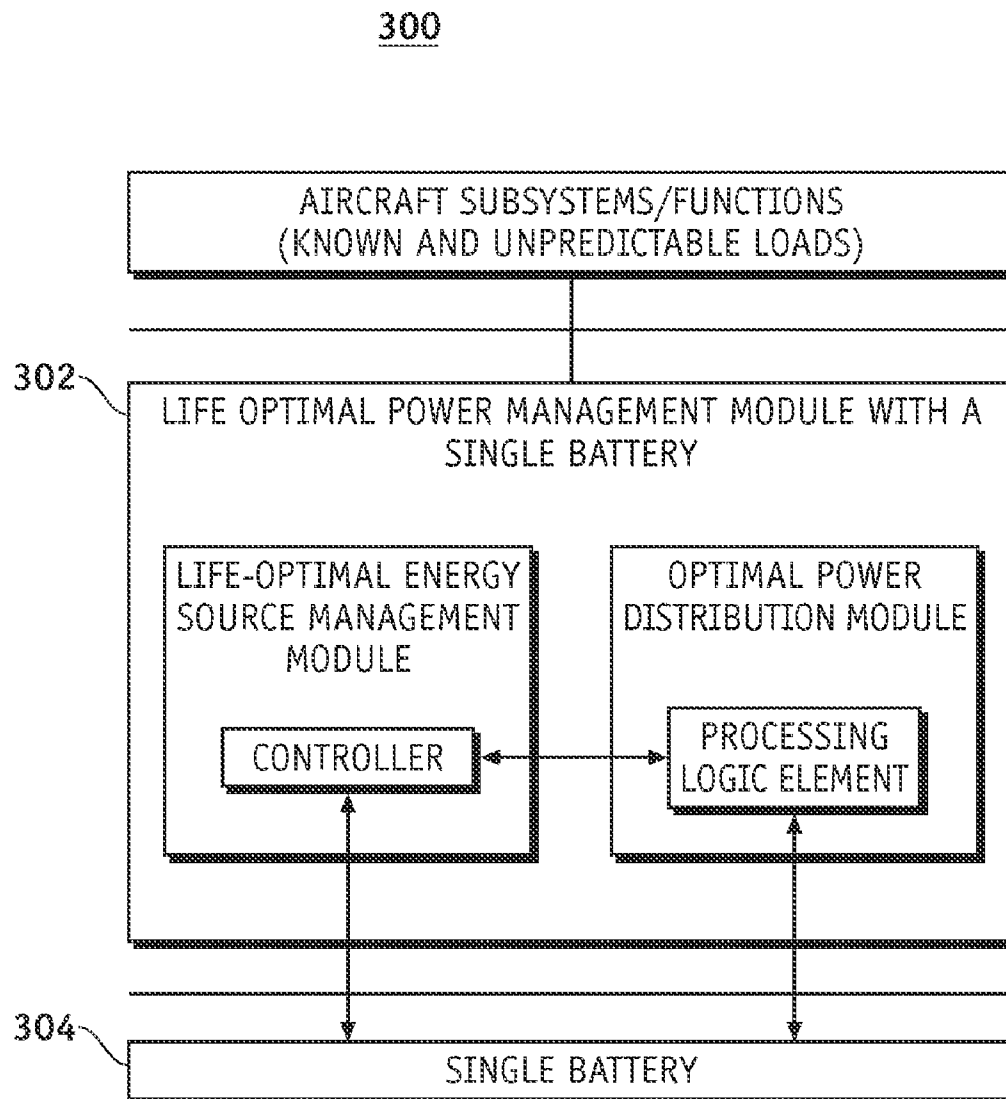 300
AIRCRAFT SUBSYSTEMS/FUNCTIONS
(KNOWN AND UNPREDICTABLE LOADS)
302
LIFE OPTIMAL POWER MANAGEMENT MODULE WITH A
SINGLE BATTERY
LIFE-OPTIMAL ENERGY
SOURCE MANAGEMENT
MODULE
CONTROLLER
OPTIMAL POWER
DISTRIBUTION MODULE
PROCESSING
LOGIC ELEMENT
304
SINGLE BATTERY